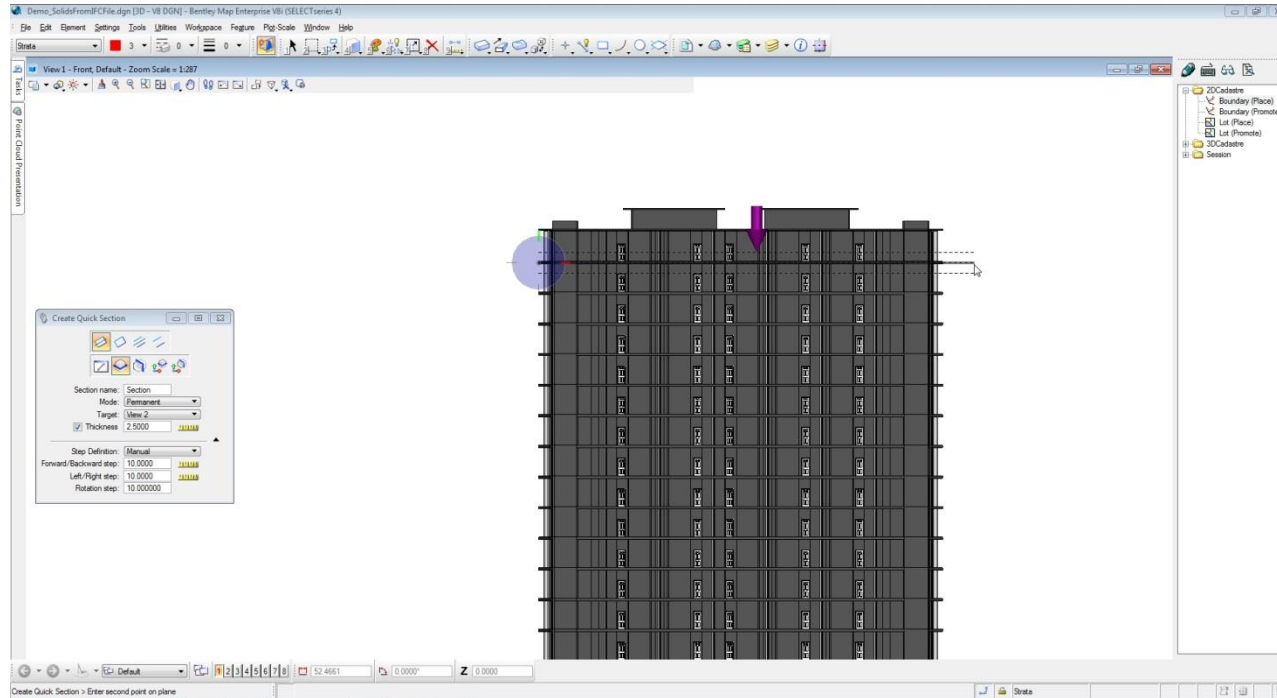 Demo_SolidsFromIFCFile.dgn [3D - V8 DGN] - Bentley Map Enterprise V8i (SELECTseries 4)
File Edit Element Settings Tools Utilities Workspace Feature Plot-Scale Window Help
Strata 3 0 0
View 1 - Front, Default - Zoom Scale = 1:287
Tasks
Point Cloud Presentation
2DCadastre
Boundary (Place)
Boundary (Promote
Lot (Place)
Lot (Promote)
3DCadastre
Session
Create Quick Section
Section name: Section
Mode: Permanent
Target: View 2
Thickness 2.5000
Step Definition: Manual
Forward/Backward step: 10.0000
Left/Right step: 10.0000
Rotation step: 10.000000
Default 1 2 3 4 5 6 7 8 52.4661 0.0000° Z 0.0000
Create Quick Section > Enter second point on plane Strata